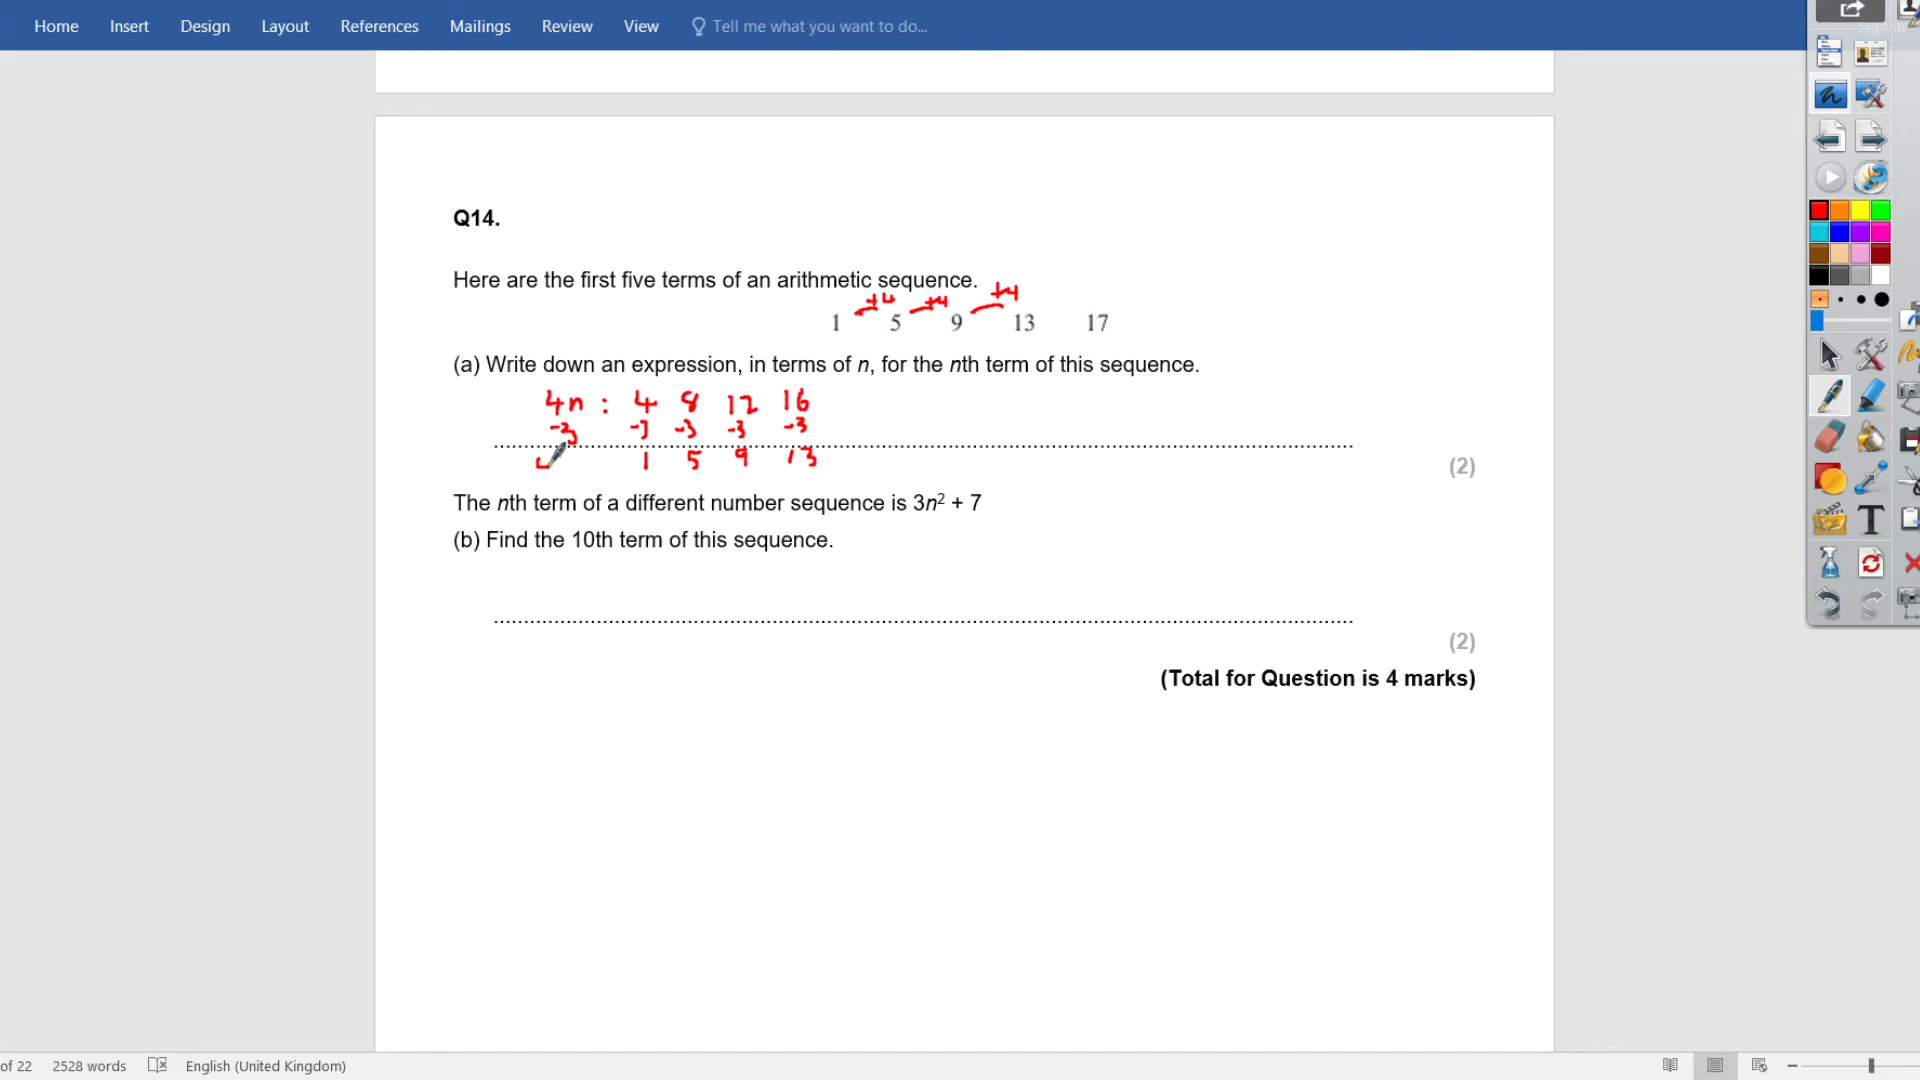 Home Insert Design Layout References Mailings Review View Tell me what you want to do...
Q14.
Here are the first five terms of an arithmetic sequence.
+4 +4 +4
1 5 9 13 17
(a) Write down an expression, in terms of n, for the nth term of this sequence.
4n : 4 8 12 16
-3 -3 -3 -3 -3
1 5 9 13
(2)
The nth term of a different number sequence is 3n² + 7
(b) Find the 10th term of this sequence.
(2)
(Total for Question is 4 marks)
of 22 2528 words English (United Kingdom)